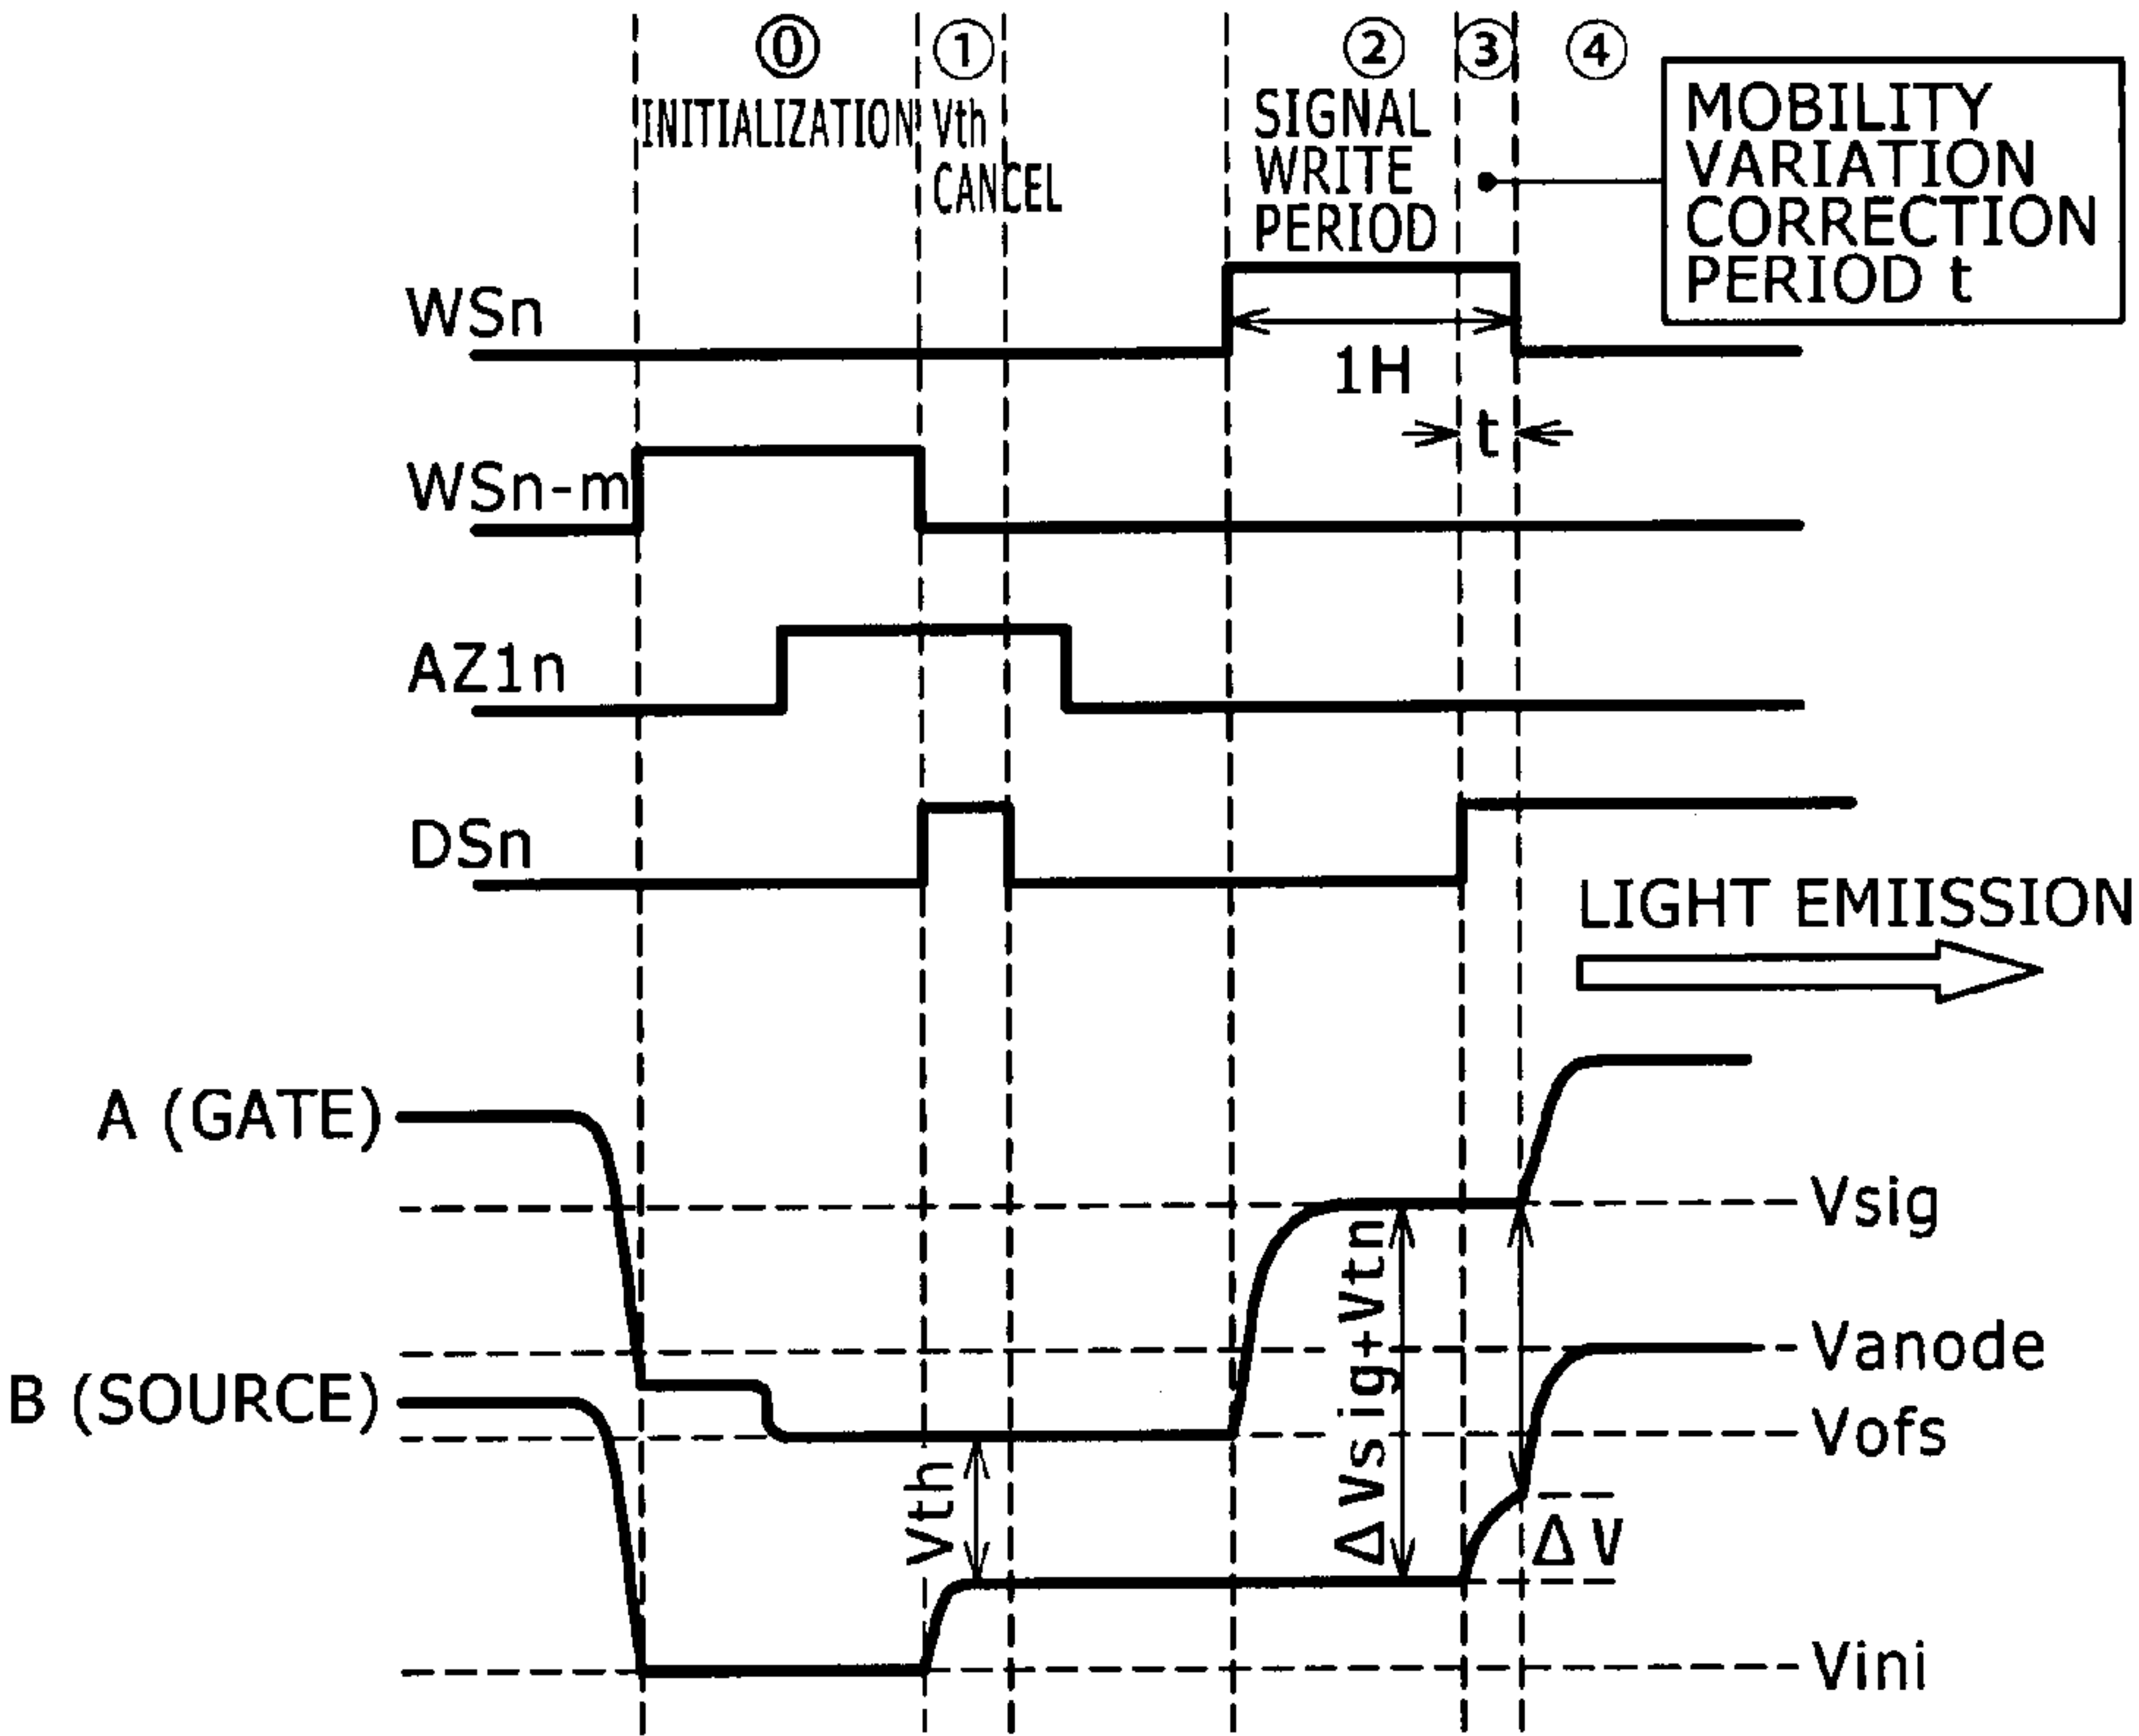 ⓪ ① ② ③ ④
INITIALIZATION
Vth
CANCEL
SIGNAL
WRITE
PERIOD
MOBILITY
VARIATION
CORRECTION
PERIOD t
WSn
1H
t
WSn-m
AZ1n
DSn
LIGHT EMIISSION
A (GATE)
Vsig
ΔVsig+Vtn
Vanode
B (SOURCE)
Vofs
Vth
ΔV
Vini